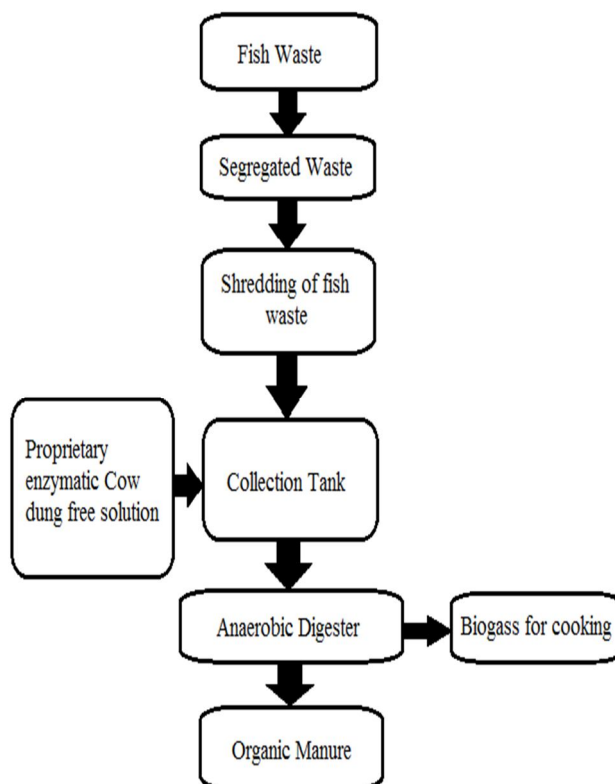 Fish Waste
Segregated Waste
Shredding of fish
waste
Proprietary
enzymatic Cow
dung free solution
Collection Tank
Anaerobic Digester
Biogass for cooking
Organic Manure